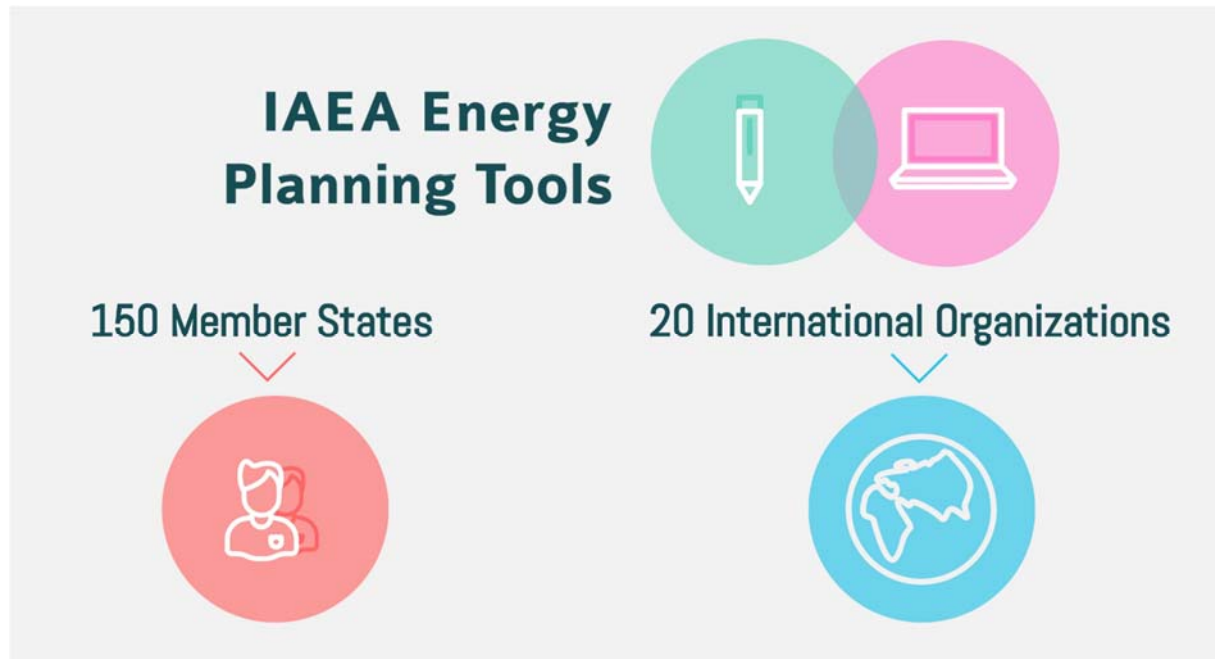 IAEA Energy
Planning Tools
150 Member States
20 International Organizations